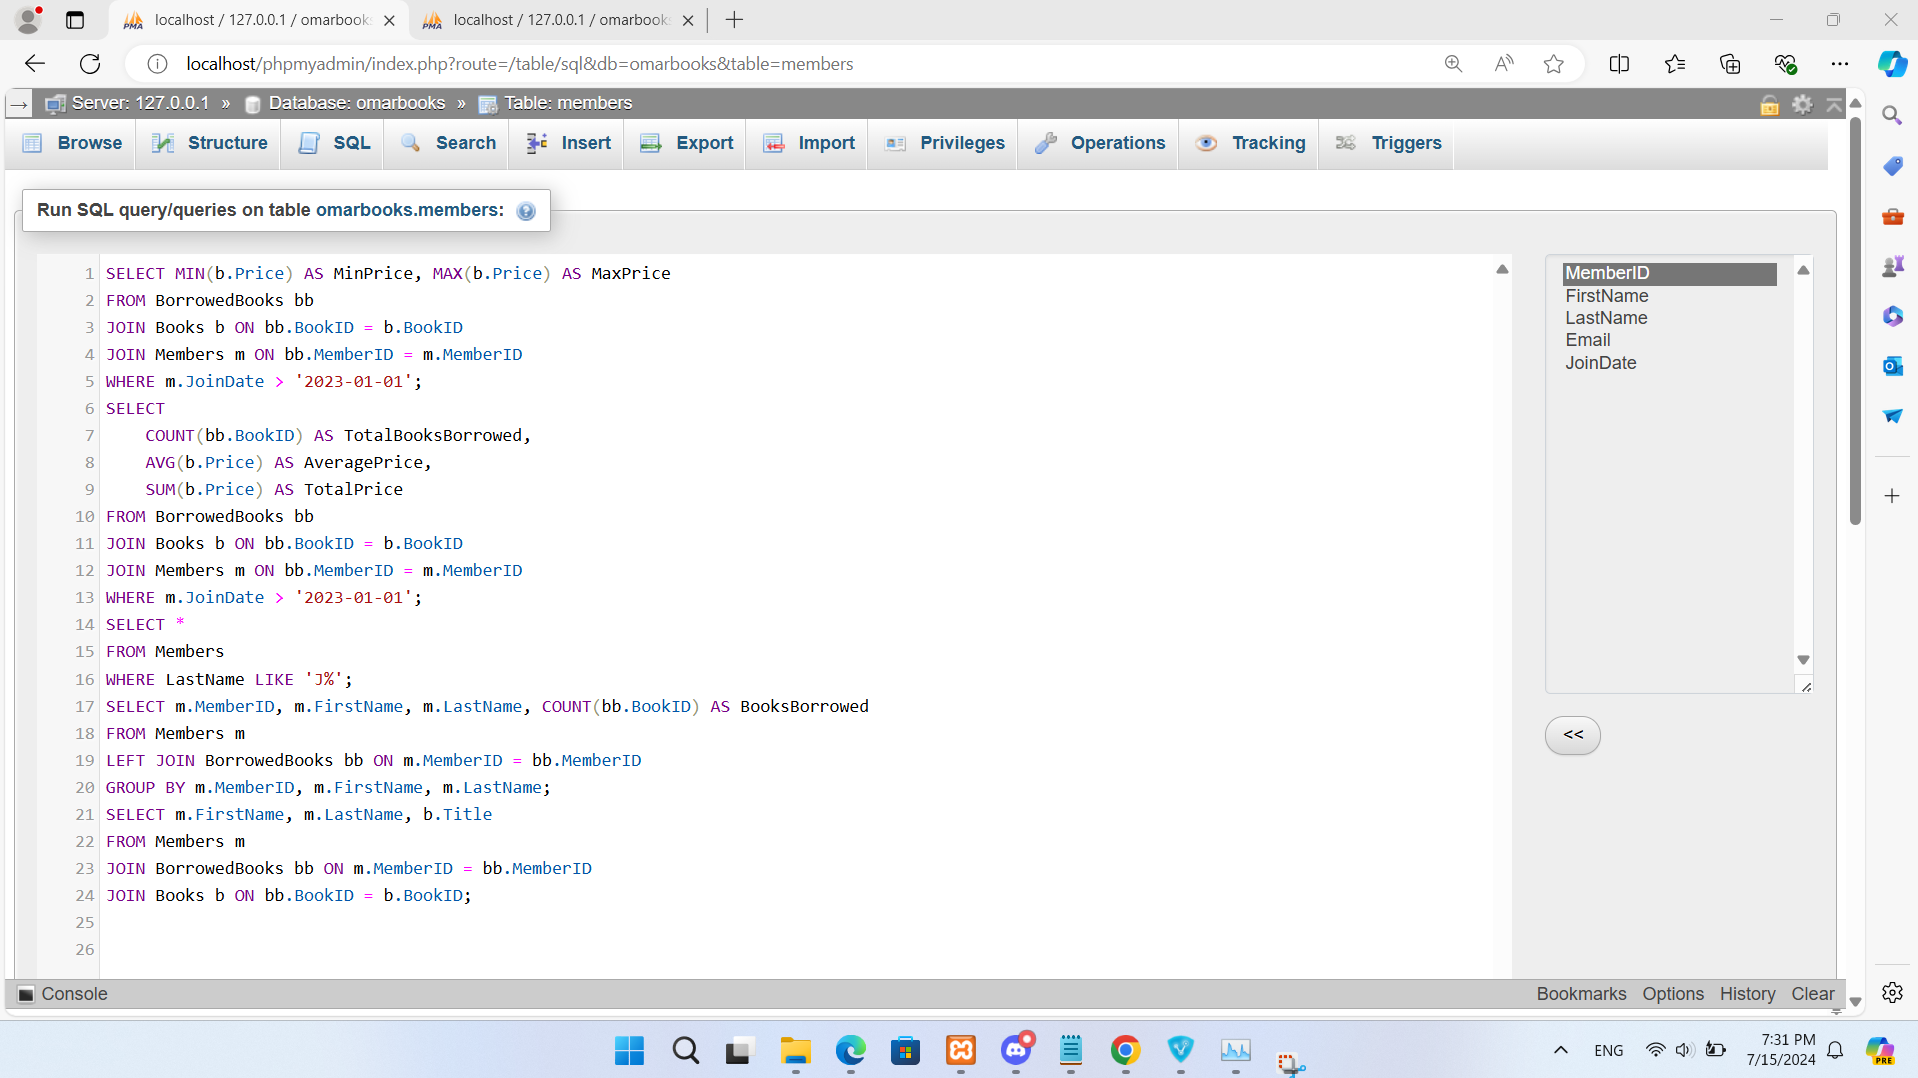 localhost / 127.0.0.1 / omarbooks
localhost / 127.0.0.1 / omarbook
localhost/phpmyadmin/index.php?route=/table/sql&db=omarbooks&table=members
Server: 127.0.0.1 » Database: omarbooks » Table: members
Browse Structure SQL Search Insert Export Import Privileges Operations Tracking Triggers
Run SQL query/queries on table omarbooks.members:
1 SELECT MIN(b.Price) AS MinPrice, MAX(b.Price) AS MaxPrice
2 FROM BorrowedBooks bb
3 JOIN Books b ON bb.BookID = b.BookID
4 JOIN Members m ON bb.MemberID = m.MemberID
5 WHERE m.JoinDate > '2023-01-01';
6 SELECT
7 COUNT(bb.BookID) AS TotalBooksBorrowed,
8 AVG(b.Price) AS AveragePrice,
9 SUM(b.Price) AS TotalPrice
10 FROM BorrowedBooks bb
11 JOIN Books b ON bb.BookID = b.BookID
12 JOIN Members m ON bb.MemberID = m.MemberID
13 WHERE m.JoinDate > '2023-01-01';
14 SELECT *
15 FROM Members
16 WHERE LastName LIKE 'J%';
17 SELECT m.MemberID, m.FirstName, m.LastName, COUNT(bb.BookID) AS BooksBorrowed
18 FROM Members m
19 LEFT JOIN BorrowedBooks bb ON m.MemberID = bb.MemberID
20 GROUP BY m.MemberID, m.FirstName, m.LastName;
21 SELECT m.FirstName, m.LastName, b.Title
22 FROM Members m
23 JOIN BorrowedBooks bb ON m.MemberID = bb.MemberID
24 JOIN Books b ON bb.BookID = b.BookID;
25
26
MemberID
FirstName
LastName
Email
JoinDate
<<
Console
Bookmarks Options History Clear
ENG
7:31 PM
7/15/2024
PRE